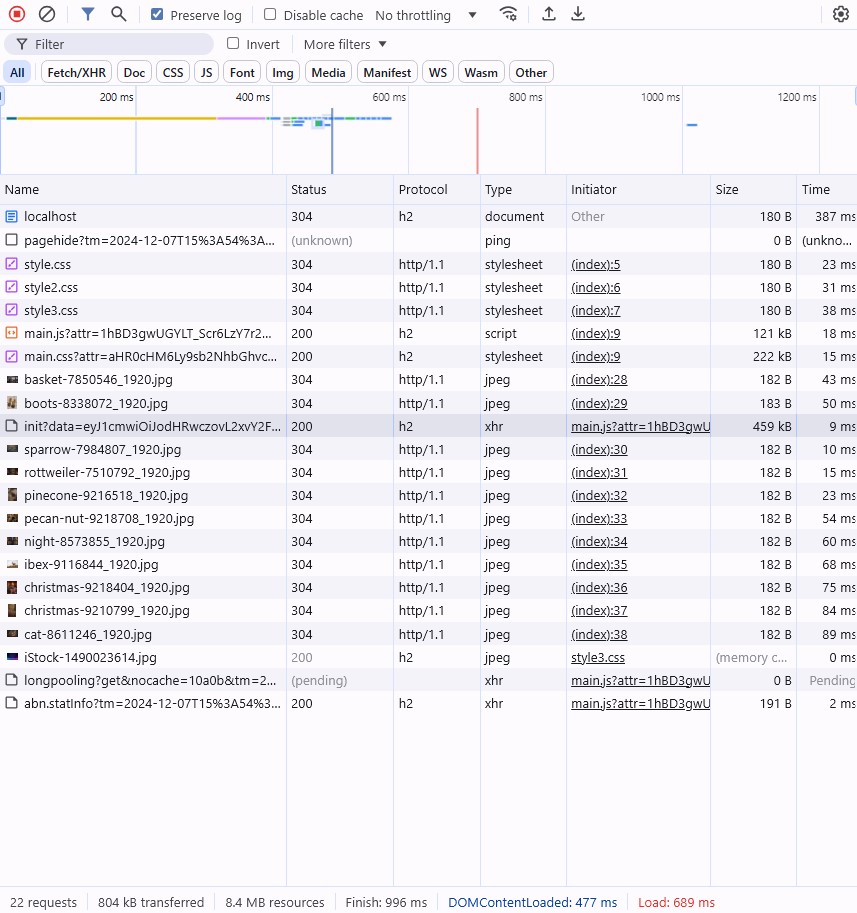 Preserve log Disable cache No throttling
Filter Invert More filters
All Fetch/XHR Doc CSS JS Font Img Media Manifest WS Wasm Other
200 ms 400 ms 600 ms 800 ms 1000 ms 1200 ms
Name Status Protocol Type Initiator Size Time
localhost 304 h2 document Other 180 B 387 ms
pagehide?tm=2024-12-07T15%3A54%3A... (unknown) ping 0 B (unkno...
style.css 304 http/1.1 stylesheet (index):5 180 B 23 ms
style2.css 304 http/1.1 stylesheet (index):6 180 B 31 ms
style3.css 304 http/1.1 stylesheet (index):7 180 B 38 ms
main.js?attr=1hBD3gwUGYLT_Scr6LzY7r2... 200 h2 script (index):9 121 kB 18 ms
main.css?attr=aHR0cHM6Ly9sb2NhbGhvc... 200 h2 stylesheet (index):9 222 kB 15 ms
basket-7850546_1920.jpg 304 http/1.1 jpeg (index):28 182 B 43 ms
boots-8338072_1920.jpg 304 http/1.1 jpeg (index):29 183 B 50 ms
init?data=eyJ1cmwiOiJodHRwczovL2xvY2F... 200 h2 xhr main.js?attr=1hBD3gwU 459 kB 9 ms
sparrow-7984807_1920.jpg 304 http/1.1 jpeg (index):30 182 B 10 ms
rottweiler-7510792_1920.jpg 304 http/1.1 jpeg (index):31 182 B 15 ms
pinecone-9216518_1920.jpg 304 http/1.1 jpeg (index):32 182 B 23 ms
pecan-nut-9218708_1920.jpg 304 http/1.1 jpeg (index):33 182 B 54 ms
night-8573855_1920.jpg 304 http/1.1 jpeg (index):34 182 B 60 ms
ibex-9116844_1920.jpg 304 http/1.1 jpeg (index):35 182 B 68 ms
christmas-9218404_1920.jpg 304 http/1.1 jpeg (index):36 182 B 75 ms
christmas-9210799_1920.jpg 304 http/1.1 jpeg (index):37 182 B 84 ms
cat-8611246_1920.jpg 304 http/1.1 jpeg (index):38 182 B 89 ms
iStock-1490023614.jpg 200 h2 jpeg style3.css (memory c... 0 ms
longpooling?get&nocache=10a0b&tm=2... (pending) xhr main.js?attr=1hBD3gwU 0 B Pending
abn.statInfo?tm=2024-12-07T15%3A54%3... 200 h2 xhr main.js?attr=1hBD3gwU 191 B 2 ms
22 requests 804 kB transferred 8.4 MB resources Finish: 996 ms DOMContentLoaded: 477 ms Load: 689 ms